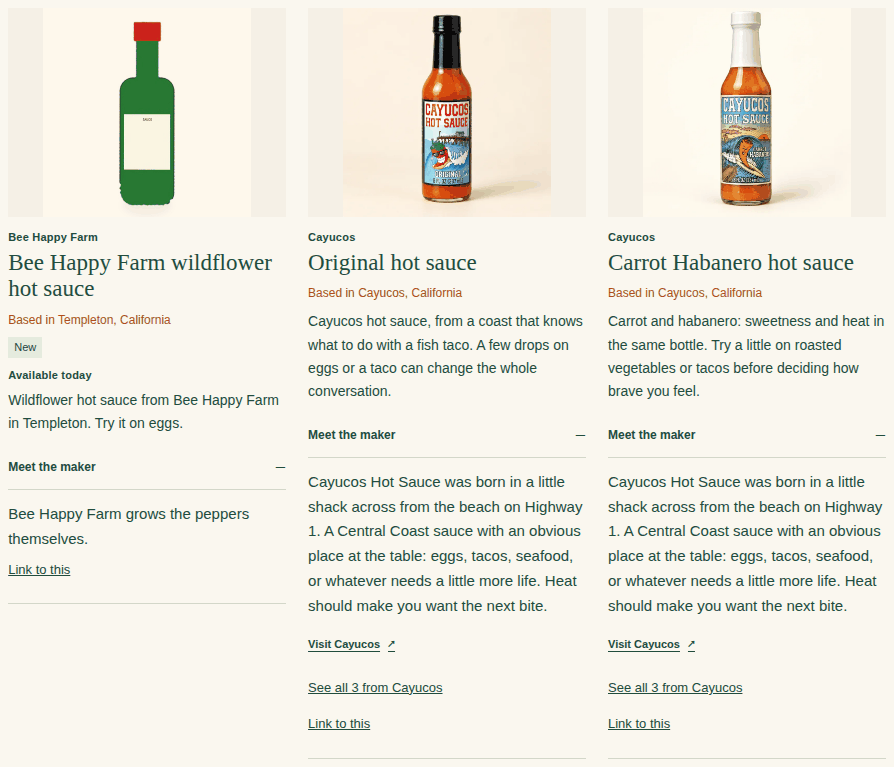 SAUCE
Bee Happy Farm
Bee Happy Farm wildflower
hot sauce
Based in Templeton, California
New
Available today
Wildflower hot sauce from Bee Happy Farm
in Templeton. Try it on eggs.
Meet the maker —
Bee Happy Farm grows the peppers
themselves.
Link to this
CAYUCOS
HOT SAUCE
ORIGINAL
Cayucos
Original hot sauce
Based in Cayucos, California
Cayucos hot sauce, from a coast that knows
what to do with a fish taco. A few drops on
eggs or a taco can change the whole
conversation.
Meet the maker —
Cayucos Hot Sauce was born in a little
shack across from the beach on Highway
1. A Central Coast sauce with an obvious
place at the table: eggs, tacos, seafood,
or whatever needs a little more life. Heat
should make you want the next bite.
Visit Cayucos ↗
See all 3 from Cayucos
Link to this
CAYUCOS
HOT SAUCE
HABANERO
Cayucos
Carrot Habanero hot sauce
Based in Cayucos, California
Carrot and habanero: sweetness and heat in
the same bottle. Try a little on roasted
vegetables or tacos before deciding how
brave you feel.
Meet the maker —
Cayucos Hot Sauce was born in a little
shack across from the beach on Highway
1. A Central Coast sauce with an obvious
place at the table: eggs, tacos, seafood,
or whatever needs a little more life. Heat
should make you want the next bite.
Visit Cayucos ↗
See all 3 from Cayucos
Link to this